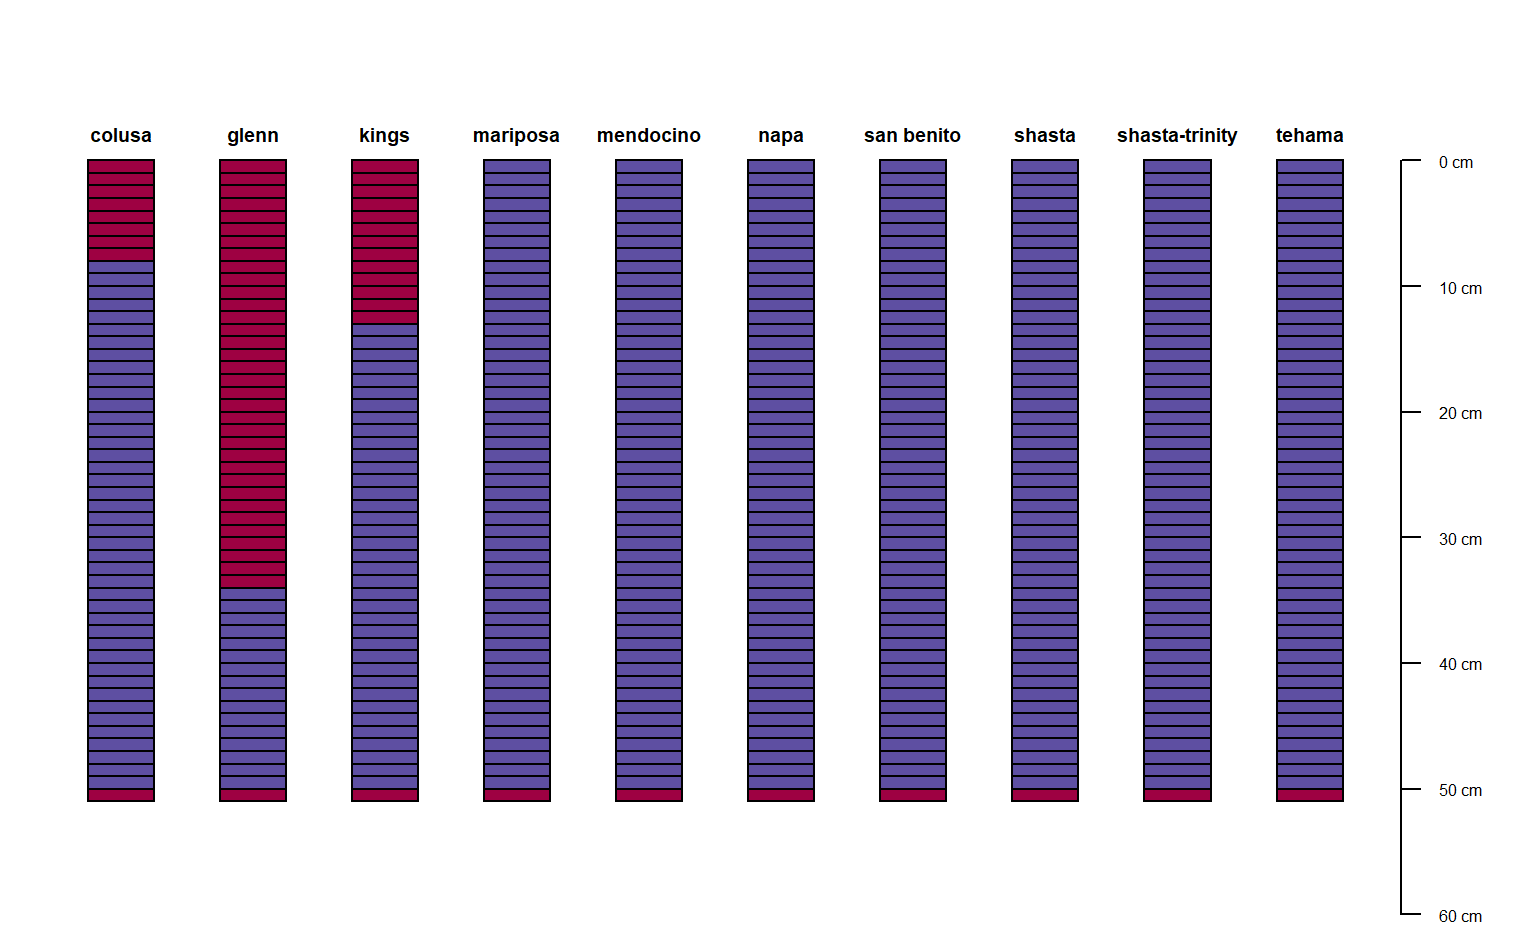 colusa glenn kings mariposa mendocino napa san benito shasta shasta-trinity tehama
0 cm
10 cm
20 cm
30 cm
40 cm
50 cm
60 cm